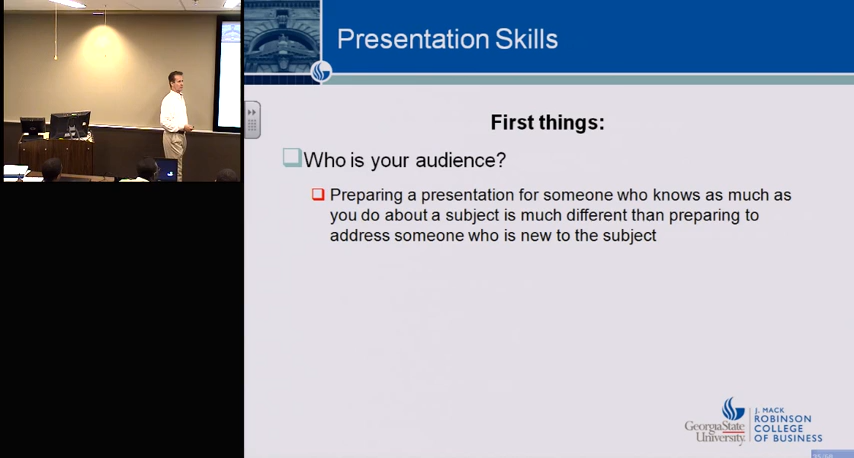 Presentation Skills
First things:
Who is your audience?
Preparing a presentation for someone who knows as much as
you do about a subject is much different than preparing to
address someone who is new to the subject
J. MACK
ROBINSON
COLLEGE
OF BUSINESS
GeorgiaState
University